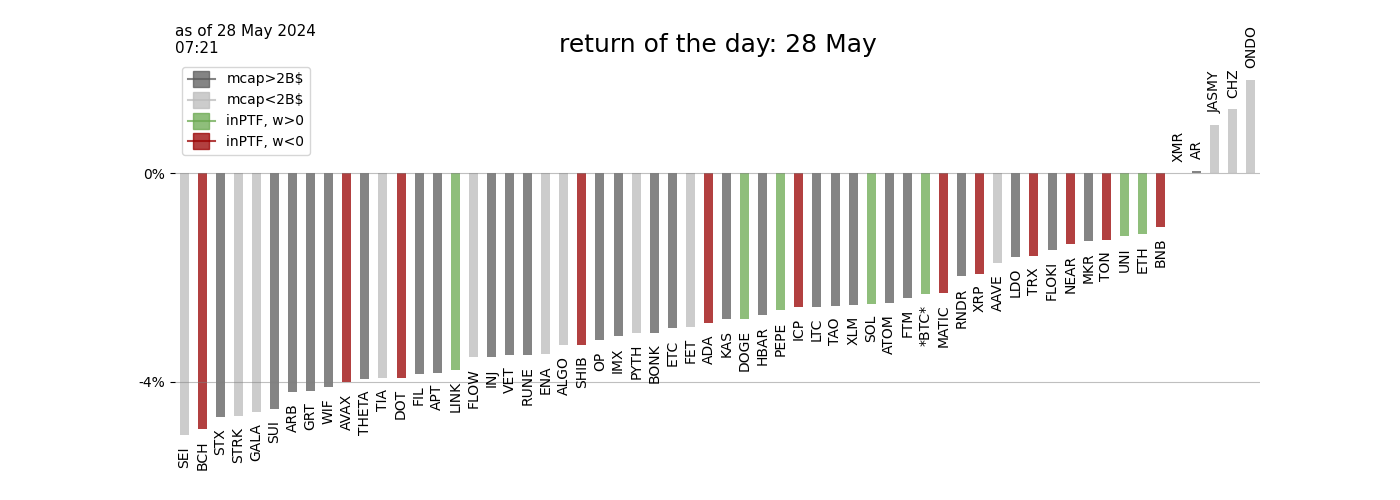 as of 28 May 2024
07:21
return of the day: 28 May
mcap>2B$
mcap<2B$
inPTF, w>0
inPTF, w<0
0%
-4%
SEI
BCH
STX
STRK
GALA
SUI
ARB
GRT
WIF
AVAX
THETA
TIA
DOT
FIL
APT
LINK
FLOW
INJ
VET
RUNE
ENA
ALGO
SHIB
OP
IMX
PYTH
BONK
ETC
FET
ADA
KAS
DOGE
HBAR
PEPE
ICP
LTC
TAO
XLM
SOL
ATOM
FTM
*BTC*
MATIC
RNDR
XRP
AAVE
LDO
TRX
FLOKI
NEAR
MKR
TON
UNI
ETH
BNB
XMR
AR
JASMY
CHZ
ONDO